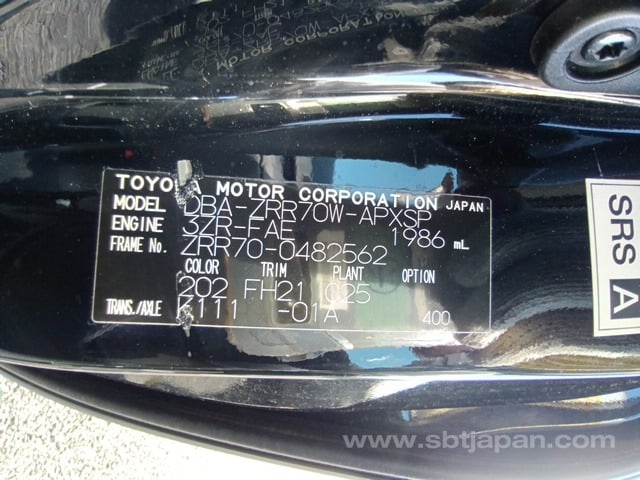 TOYOTA MOTOR CORPORATION JAPAN
MODEL DBA-ZRR70W-APXSP
ENGINE 3ZR-FAE 1986 mL
FRAME No. ZRR70-0482562
COLOR TRIM PLANT OPTION
202 FH21 C25
TRANS./AXLE K111 -01A 400
SRS A
www.sbtjapan.com